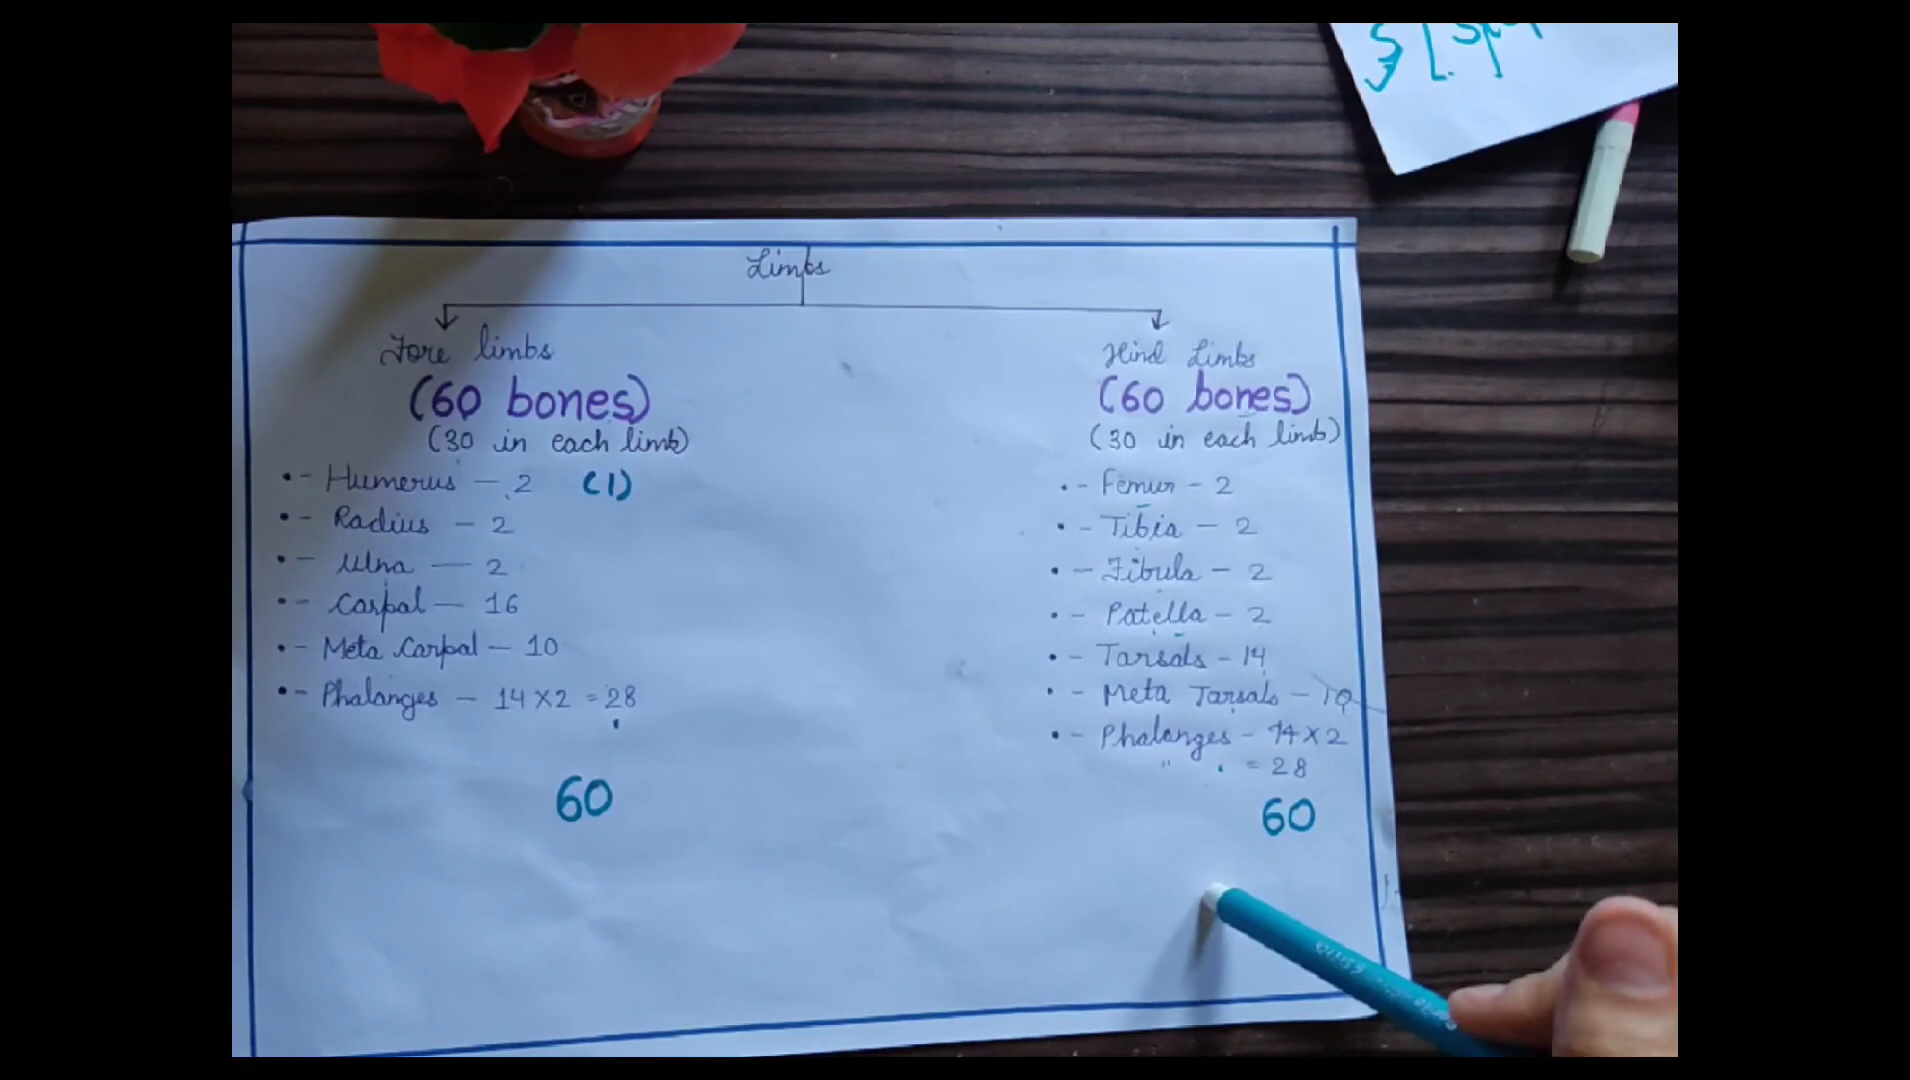 Limbs
Fore limbs
(60 bones)
(30 in each limb)
•- Humerus - 2 (1)
•- Radius - 2
•- Ulna - 2
•- Carpal - 16
•- Meta Carpal - 10
•- Phalanges - 14 X 2 = 28
60
Hind Limbs
(60 bones)
(30 in each limb)
•- Femur - 2
•- Tibia - 2
•- Fibula - 2
•- Patella - 2
•- Tarsals - 14
•- Meta Tarsals - 10
•- Phalanges - 14 X 2
= 28
60